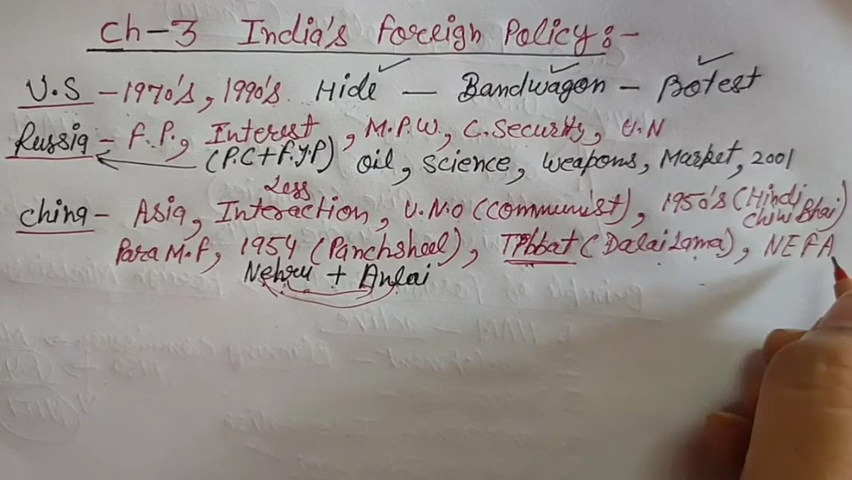 Ch-3 India's Foreign Policy:-
U.S - 1970's, 1990's Hide - Bandwagon - Botest
Russia - F.P., Interest, M.P.W., C.Security, U.N
(P.C+F.Y.P) Oil, Science, Weapons, Market, 2001
Less
China - Asia, Interaction, U.N.O (Communist), 1950's (Hindi Chini Bhai)
Para M.F, 1954 (Panchsheel), Tibbat (Dalai Lama), NEFA
Nehru + Anlai